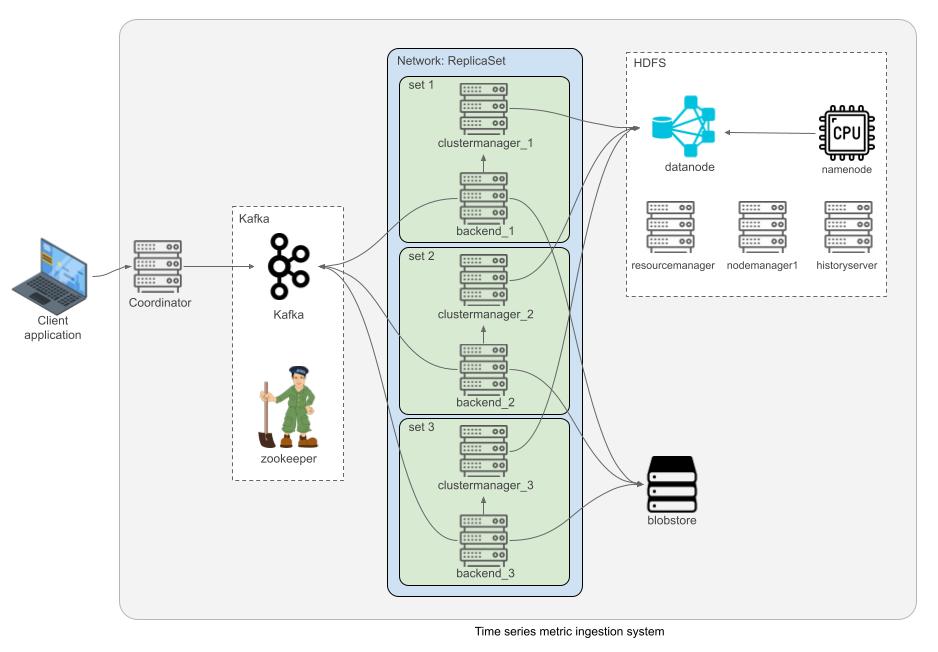 Network: ReplicaSet
set 1
clustermanager_1
backend_1
set 2
clustermanager_2
backend_2
set 3
clustermanager_3
backend_3
HDFS
datanode
CPU
namenode
resourcemanager
nodemanager1
historyserver
Kafka
Kafka
zookeeper
Coordinator
Client
application
blobstore
Time series metric ingestion system